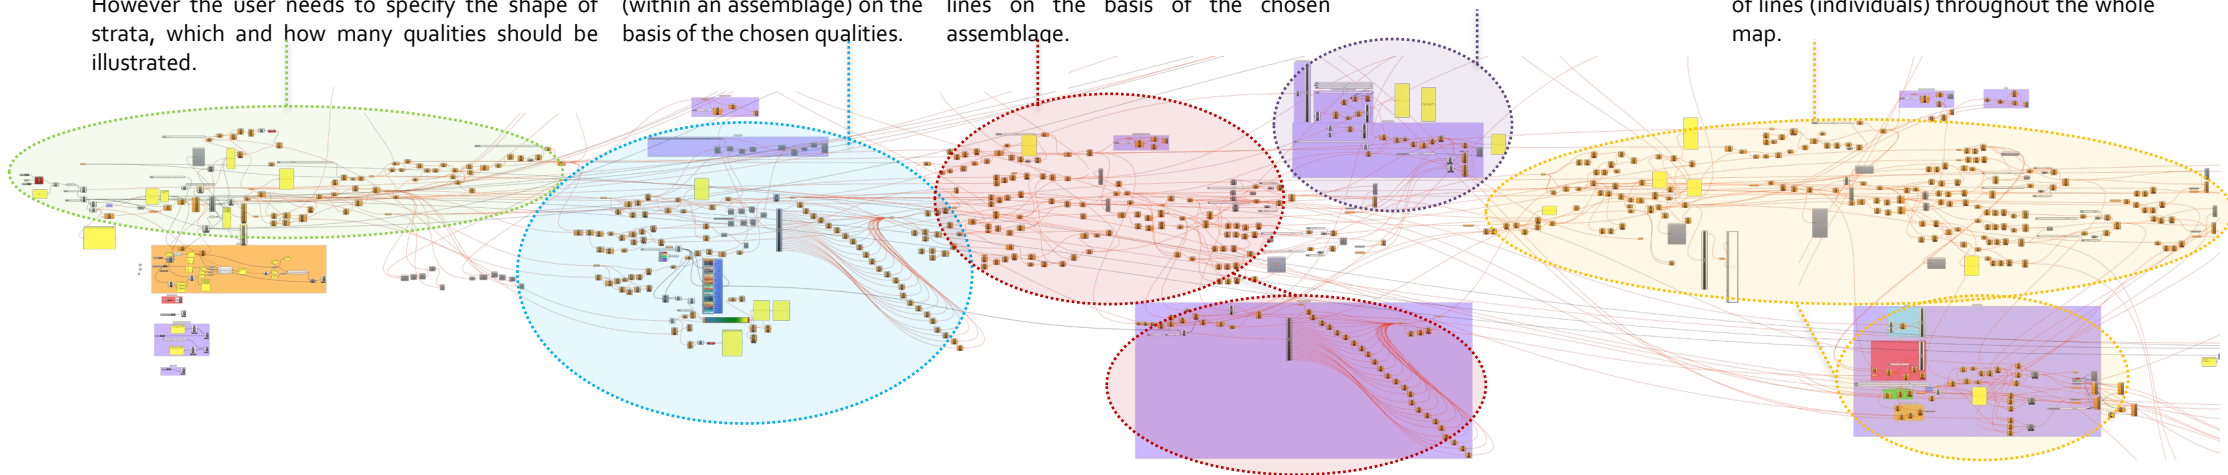 However the user needs to specify the shape of
strata, which and how many qualities should be
illustrated.
(within an assemblage) on the
basis of the chosen qualities.
lines on the basis of the chosen
assemblage.
of lines (individuals) throughout the whole
map.